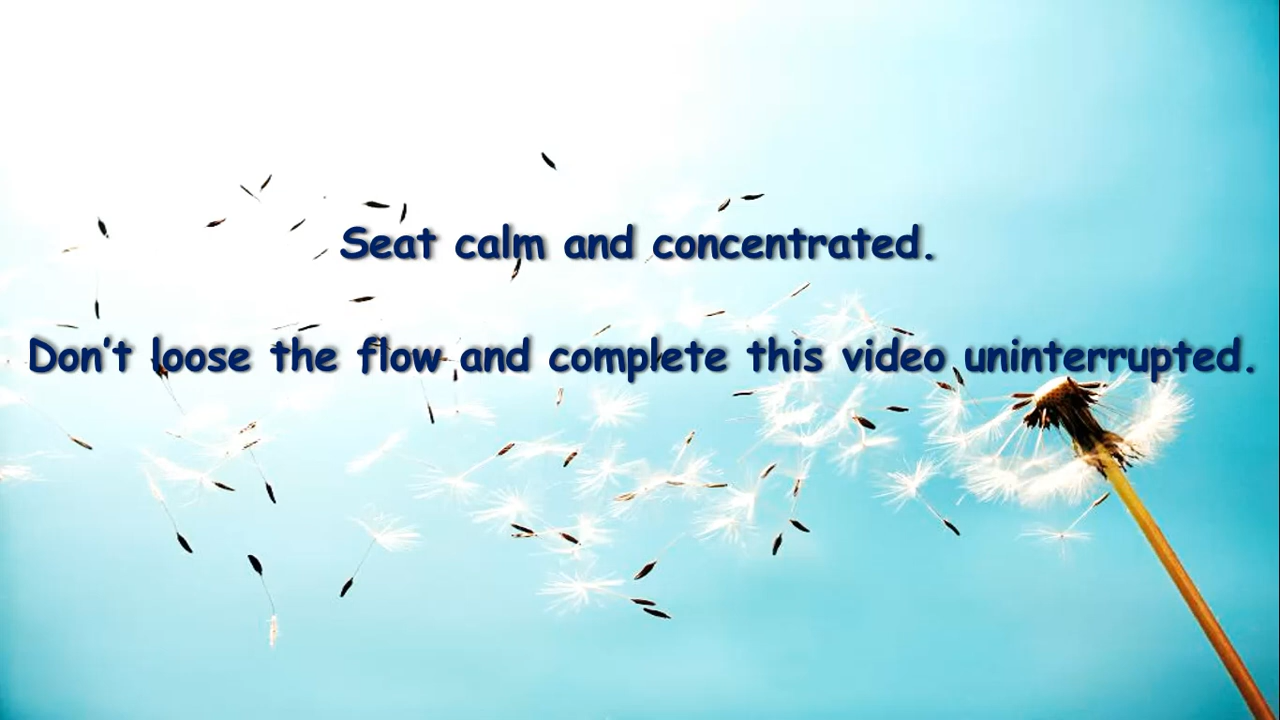 Seat calm and concentrated.
Don’t loose the flow and complete this video uninterrupted.